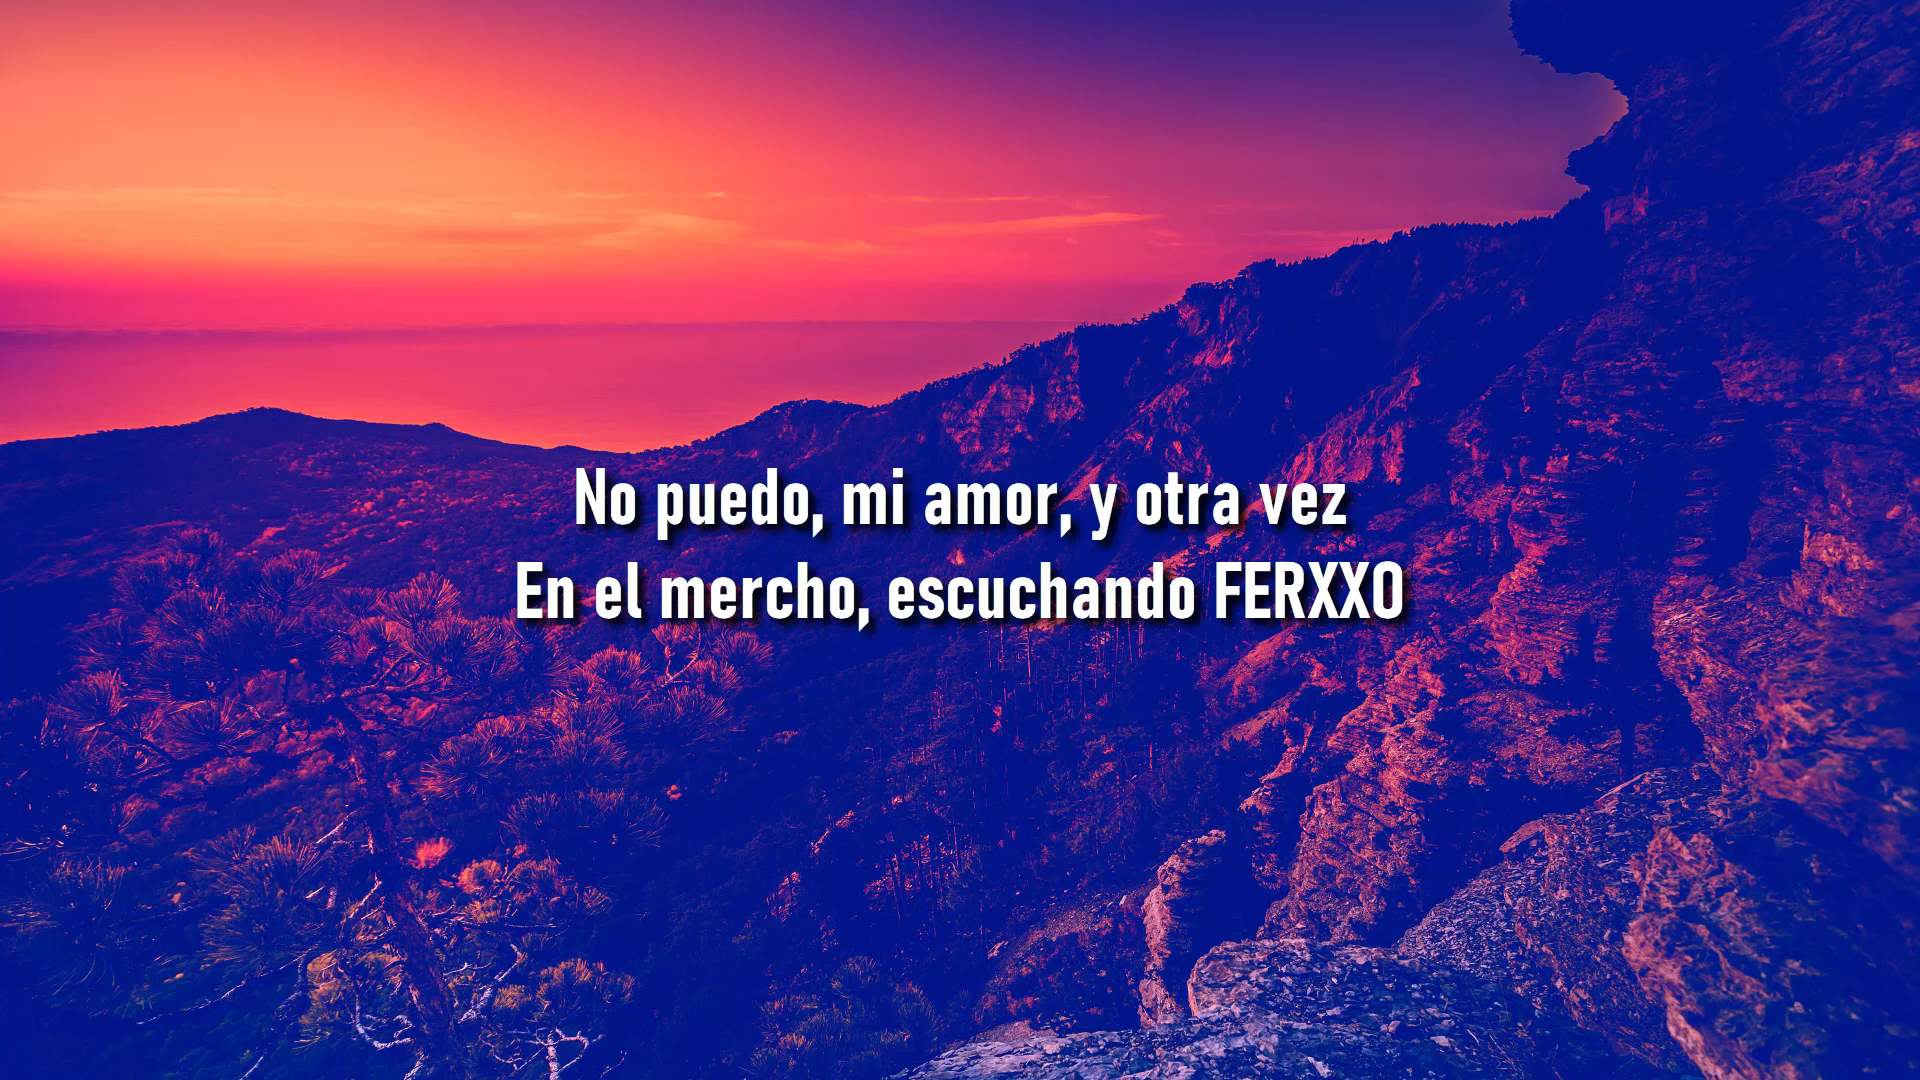 No puedo, mi amor, y otra vez
En el mercho, escuchando FERXXO